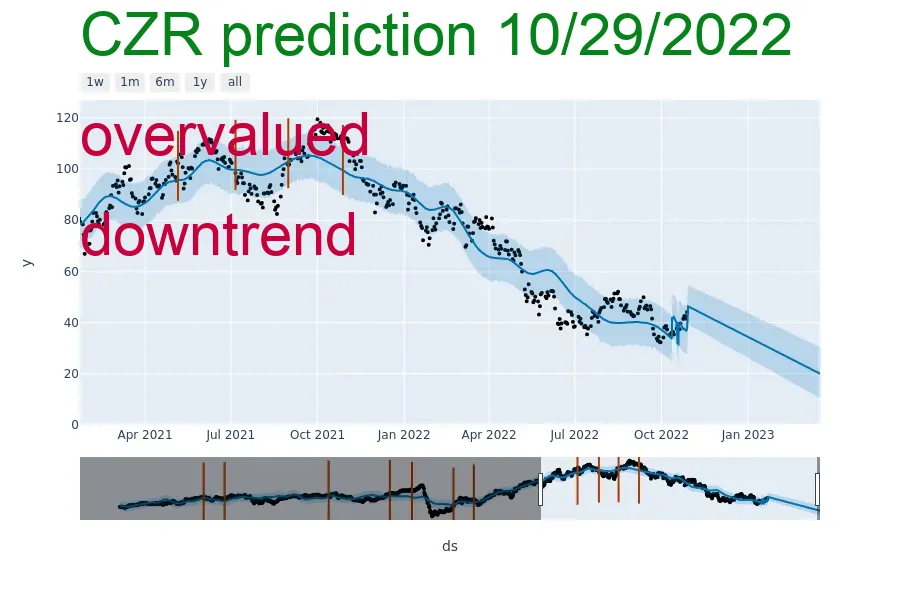 CZR prediction 10/29/2022
1w 1m 6m 1y all
120
overvalued
100
80
downtrend
60
y
40
20
0
Apr 2021 Jul 2021 Oct 2021 Jan 2022 Apr 2022 Jul 2022 Oct 2022 Jan 2023
ds